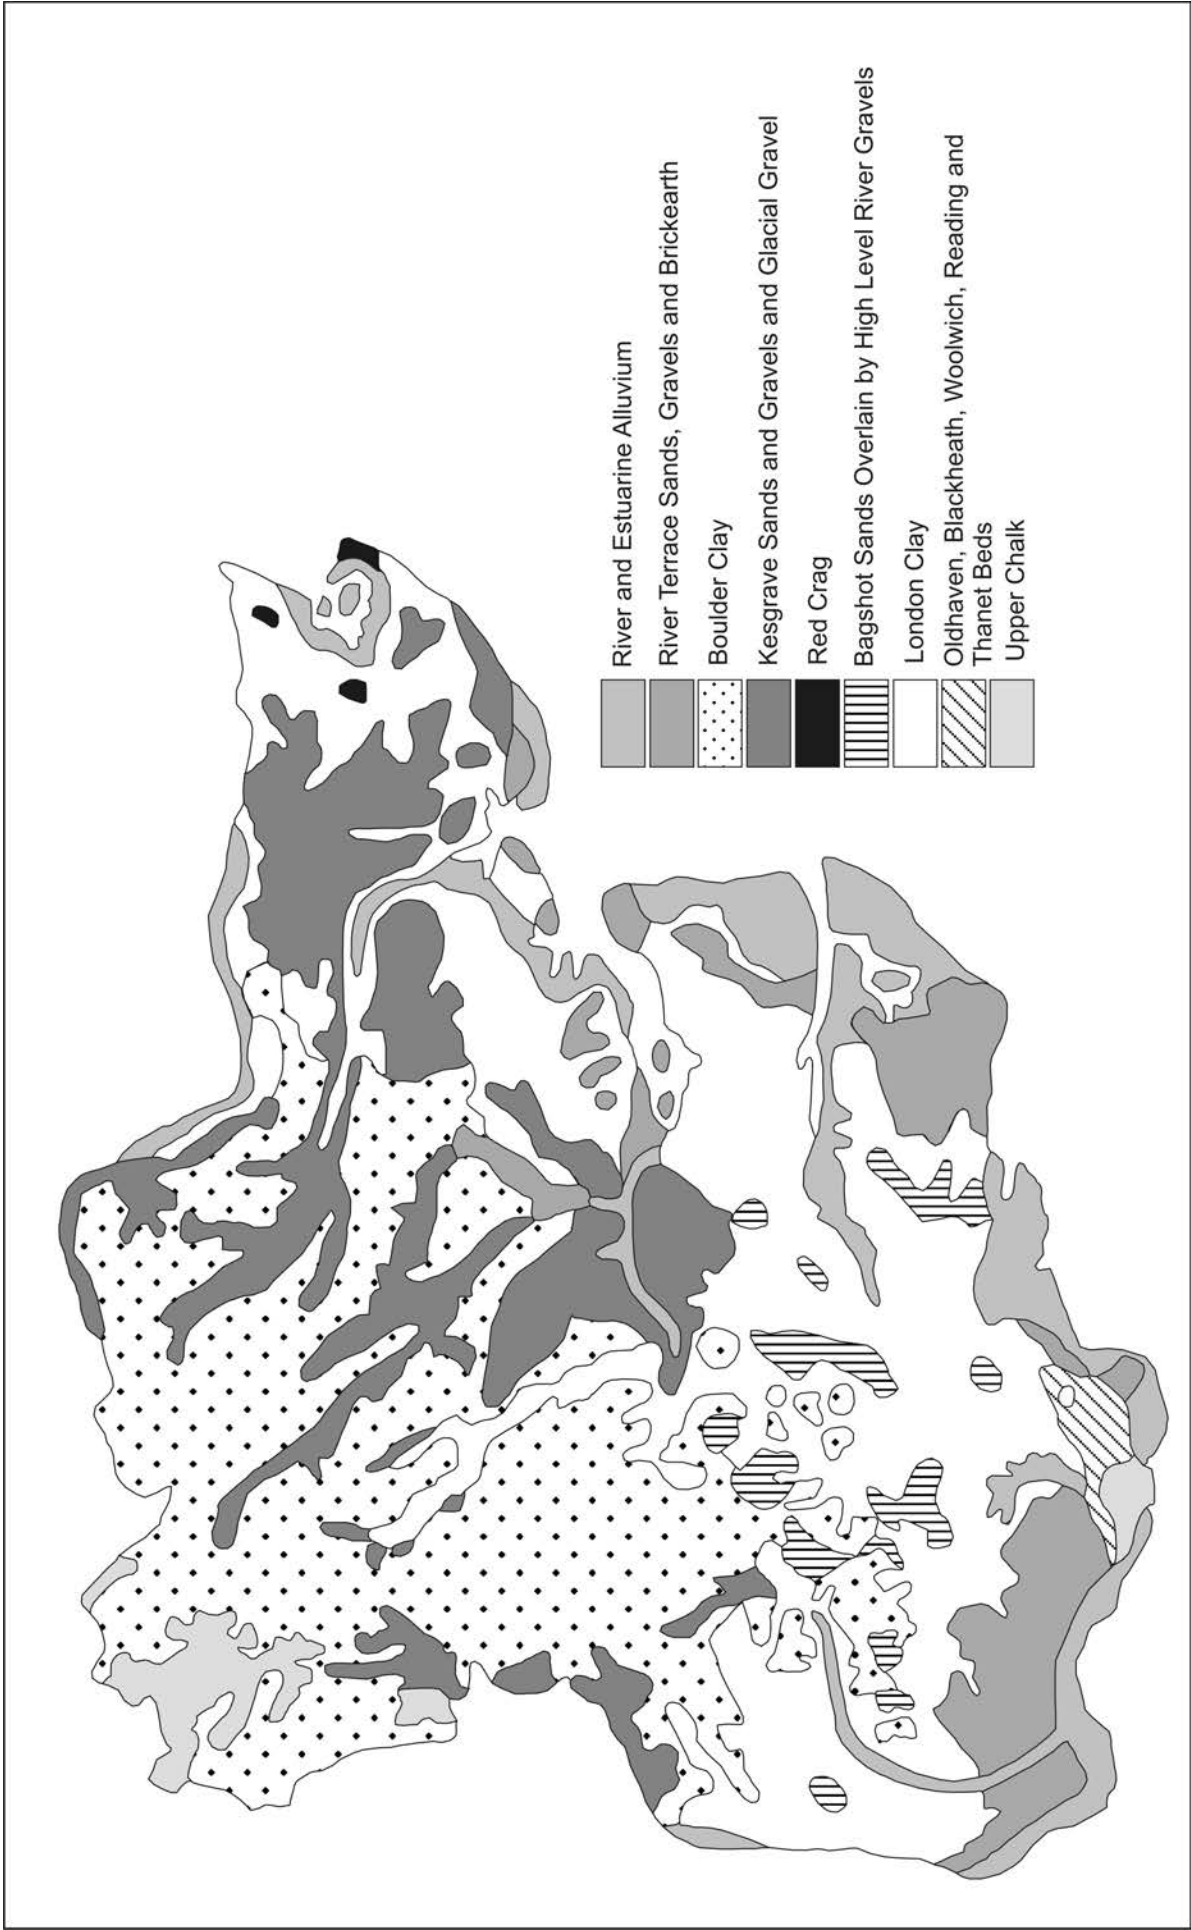 River and Estuarine Alluvium
River Terrace Sands, Gravels and Brickearth
Boulder Clay
Kesgrave Sands and Gravels and Glacial Gravel
Red Crag
Bagshot Sands Overlain by High Level River Gravels
London Clay
Oldhaven, Blackheath, Woolwich, Reading and
Thanet Beds
Upper Chalk